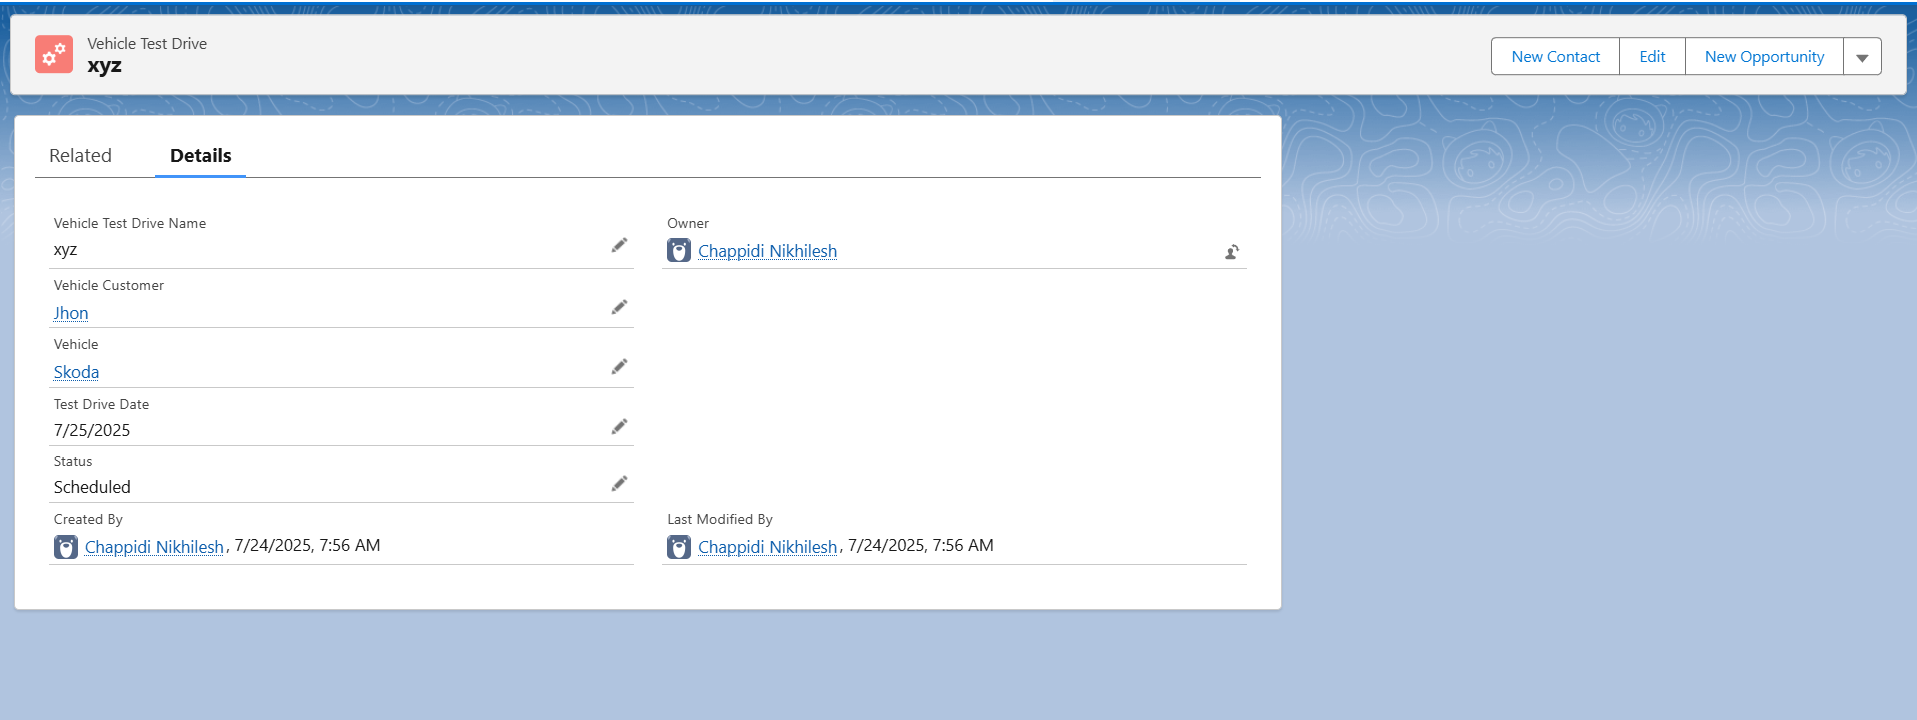 Vehicle Test Drive
xyz
New Contact
Edit
New Opportunity
Related
Details
Vehicle Test Drive Name
xyz
Owner
Chappidi Nikhilesh
Vehicle Customer
Jhon
Vehicle
Skoda
Test Drive Date
7/25/2025
Status
Scheduled
Created By
Chappidi Nikhilesh, 7/24/2025, 7:56 AM
Last Modified By
Chappidi Nikhilesh, 7/24/2025, 7:56 AM